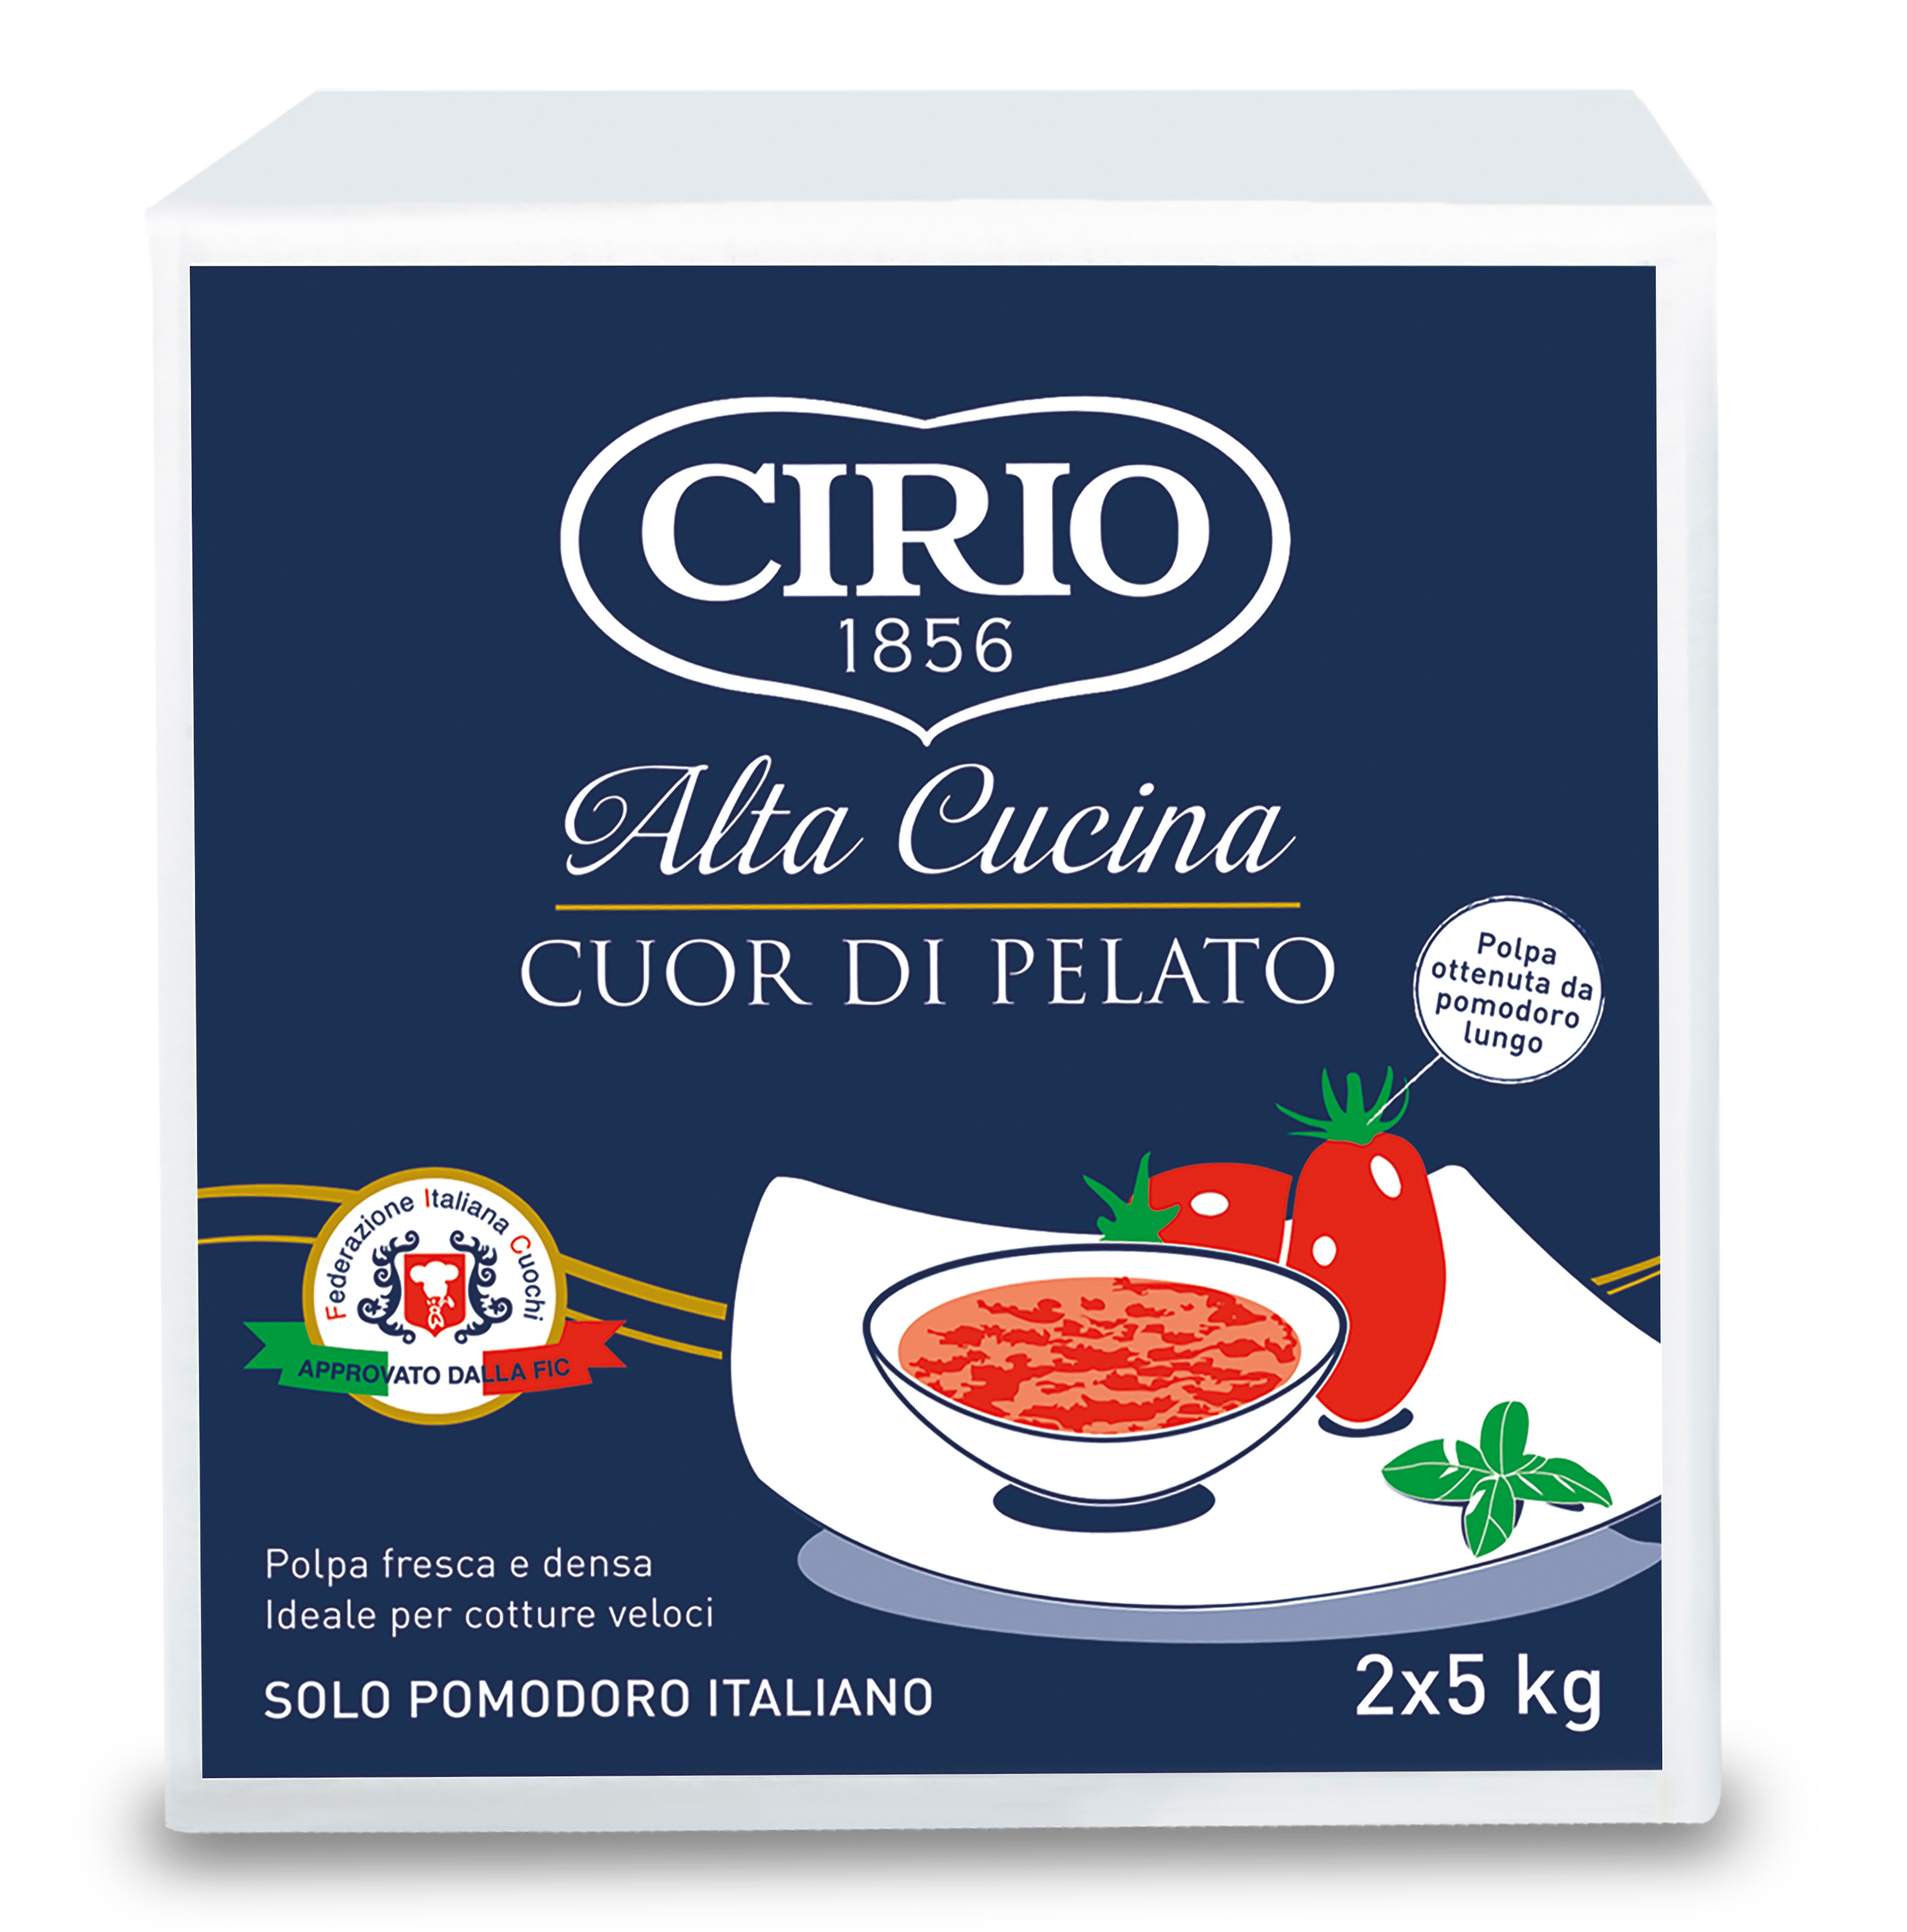 CIRIO
1856
Alta Cucina
CUOR DI PELATO
Polpa
ottenuta da
pomodoro
lungo
Federazione Italiana Cuochi
APPROVATO DALLA FIC
Polpa fresca e densa
Ideale per cotture veloci
SOLO POMODORO ITALIANO
2x5 kg